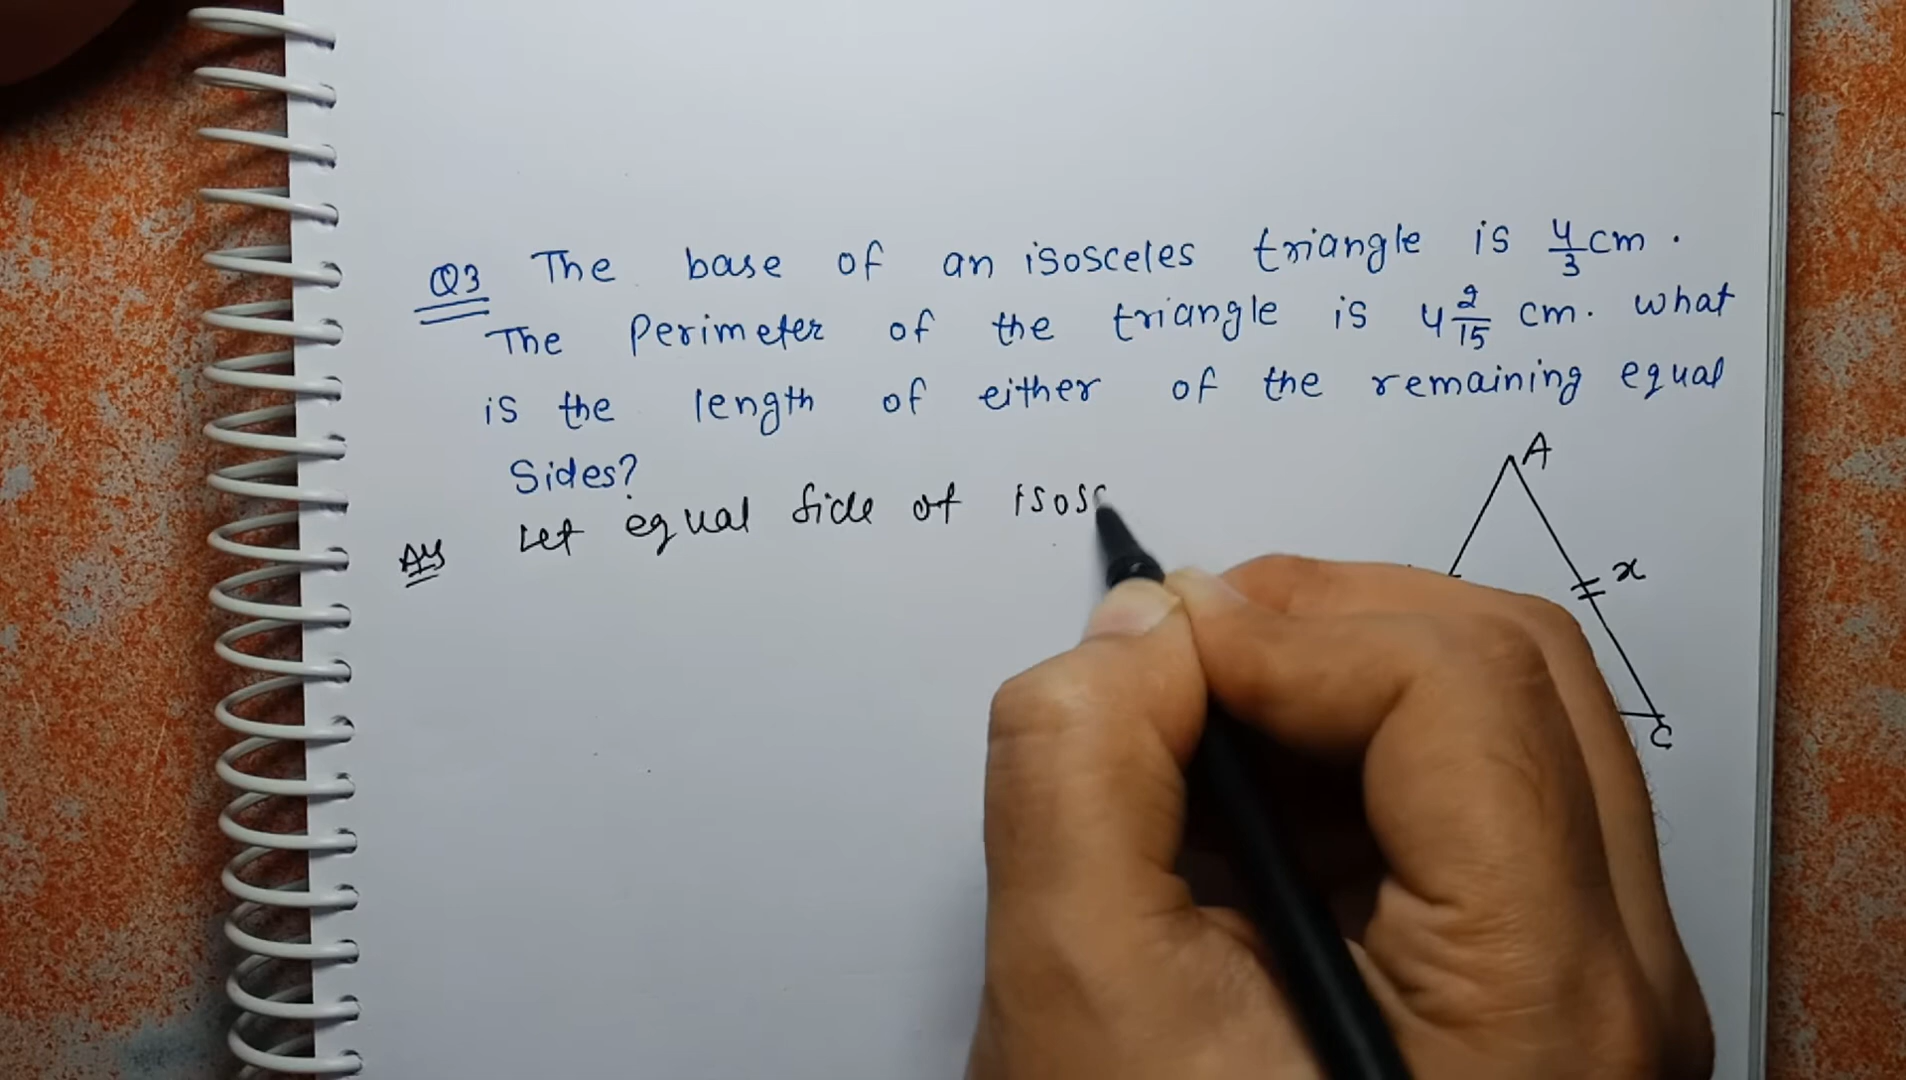 Q3 The base of an isosceles triangle is 4/3 cm.
The Perimeter of the triangle is 4 2/15 cm. what
is the length of either of the remaining equal
Sides?
Ans Let equal side of isosc
A
x
C